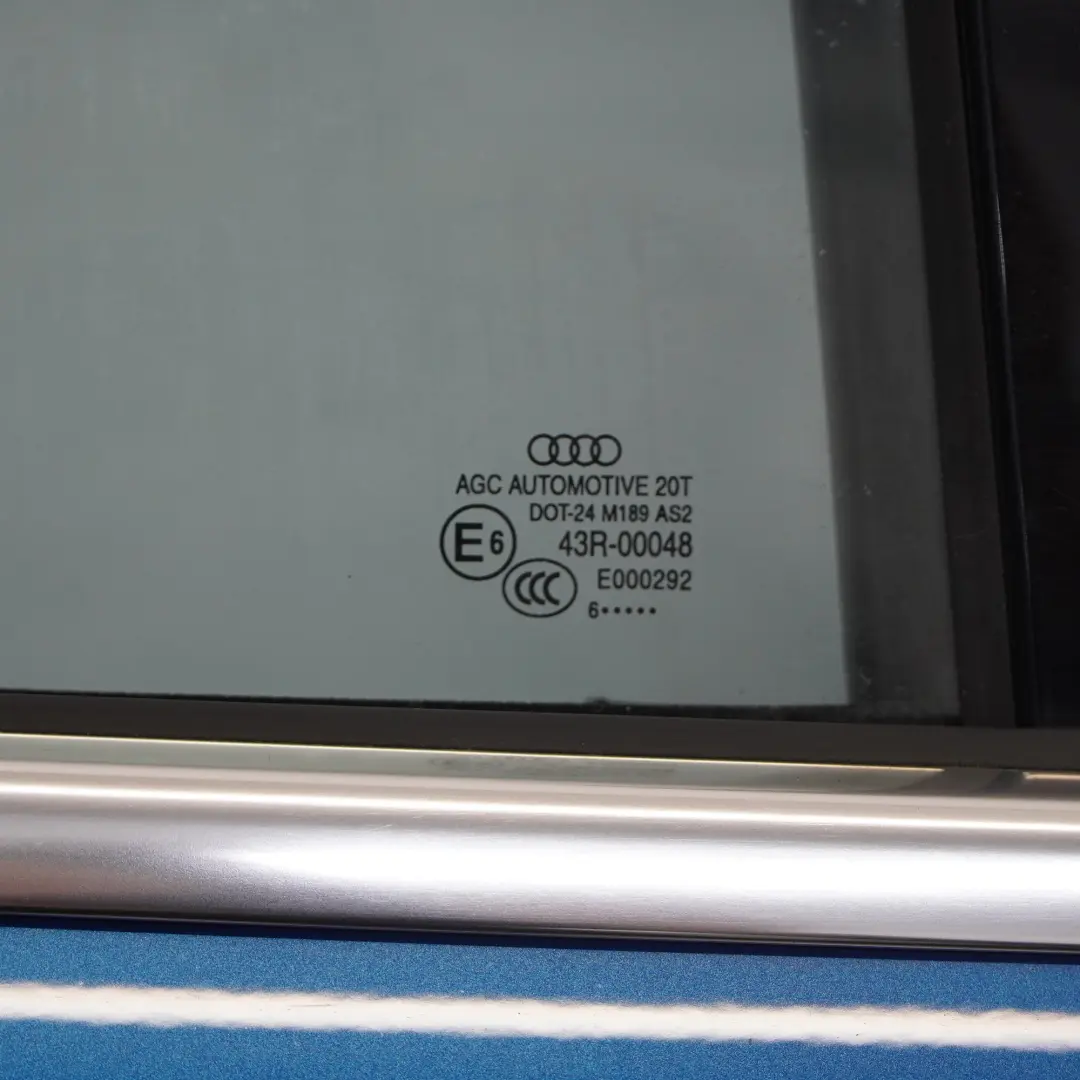 AGC AUTOMOTIVE 20T
DOT-24 M189 AS2
E6 43R-00048
CCC E000292
6•••••